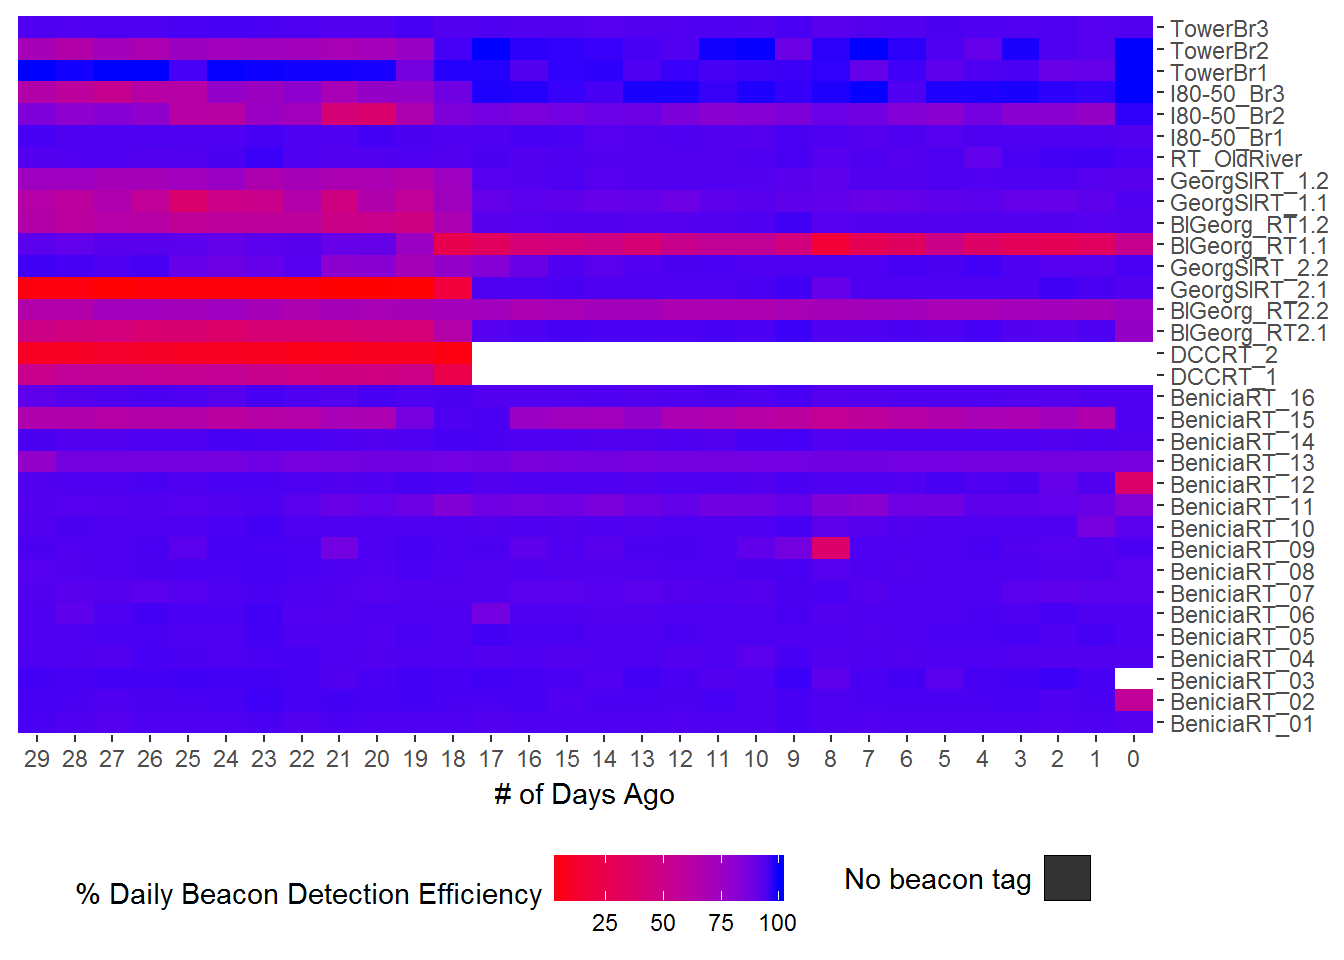 TowerBr3
TowerBr2
TowerBr1
I80-50_Br3
I80-50_Br2
I80-50_Br1
RT_OldRiver
GeorgSlRT_1.2
GeorgSlRT_1.1
BlGeorg_RT1.2
BlGeorg_RT1.1
GeorgSlRT_2.2
GeorgSlRT_2.1
BlGeorg_RT2.2
BlGeorg_RT2.1
DCCRT_2
DCCRT_1
BeniciaRT_16
BeniciaRT_15
BeniciaRT_14
BeniciaRT_13
BeniciaRT_12
BeniciaRT_11
BeniciaRT_10
BeniciaRT_09
BeniciaRT_08
BeniciaRT_07
BeniciaRT_06
BeniciaRT_05
BeniciaRT_04
BeniciaRT_03
BeniciaRT_02
BeniciaRT_01
29 28 27 26 25 24 23 22 21 20 19 18 17 16 15 14 13 12 11 10 9 8 7 6 5 4 3 2 1 0
# of Days Ago
% Daily Beacon Detection Efficiency
25 50 75 100
No beacon tag